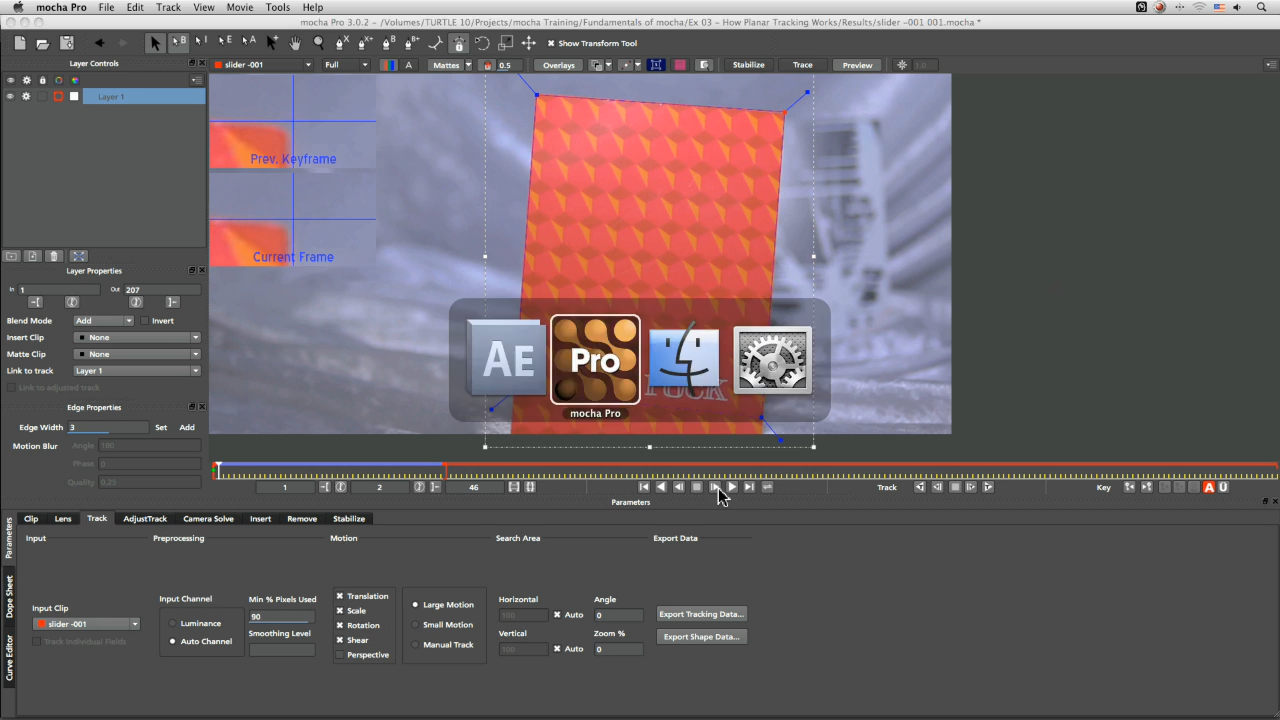 mocha Pro File Edit Track View Movie Tools Help
mocha Pro 3.0.2 - /Volumes/TURTLE 10/Projects/mocha Training/Fundamentals of mocha/Ex 03 - How Planar Tracking Works/Results/slider -001 001.mocha *
Show Transform Tool
Layer Controls
slider -001 Full Mattes 0.5 Overlays Stabilize Trace Preview 1.0
Layer 1
Prev. Keyframe
Current Frame
Layer Properties
In 1 Out 207
Blend Mode Add Invert
Insert Clip None
Matte Clip None
Link to track Layer 1
Link to adjusted track
AE Pro
mocha Pro
Edge Properties
Edge Width 3 Set Add
Motion Blur Angle 180
Phase 0
Quality 0.25
1 2 46 Track Key A
Parameters
Parameters
Dope Sheet
Curve Editor
Clip Lens Track AdjustTrack Camera Solve Insert Remove Stabilize
Input Preprocessing Motion Search Area Export Data
Input Clip
slider -001
Track Individual Fields
Input Channel
Luminance
Auto Channel
Min % Pixels Used
90
Smoothing Level
Translation
Scale
Rotation
Shear
Perspective
Large Motion
Small Motion
Manual Track
Horizontal
100 Auto
Vertical
100 Auto
Angle
0
Zoom %
0
Export Tracking Data...
Export Shape Data...